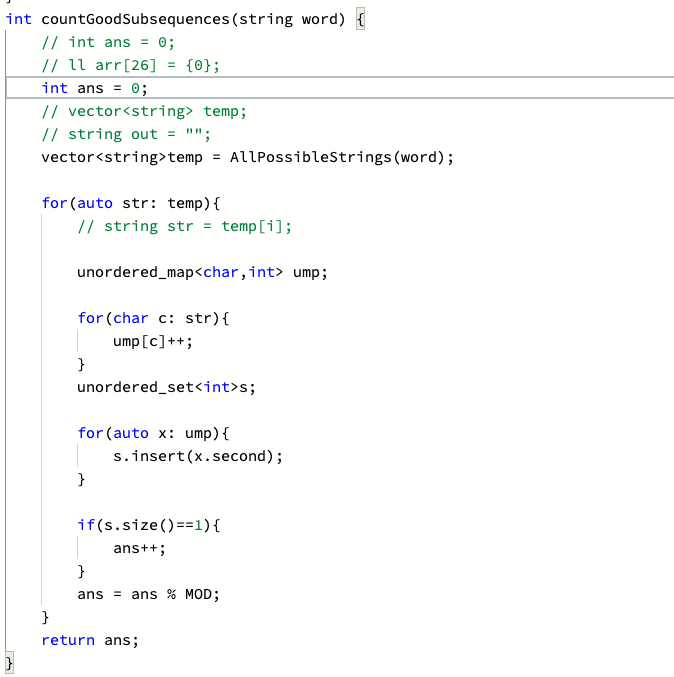 int countGoodSubsequences(string word) {
    // int ans = 0;
    // ll arr[26] = {0};
    int ans = 0;
    // vector<string> temp;
    // string out = "";
    vector<string>temp = AllPossibleStrings(word);

    for(auto str: temp){
        // string str = temp[i];

        unordered_map<char,int> ump;

        for(char c: str){
            ump[c]++;
        }
        unordered_set<int>s;

        for(auto x: ump){
            s.insert(x.second);
        }

        if(s.size()==1){
            ans++;
        }
        ans = ans % MOD;
    }
    return ans;
}